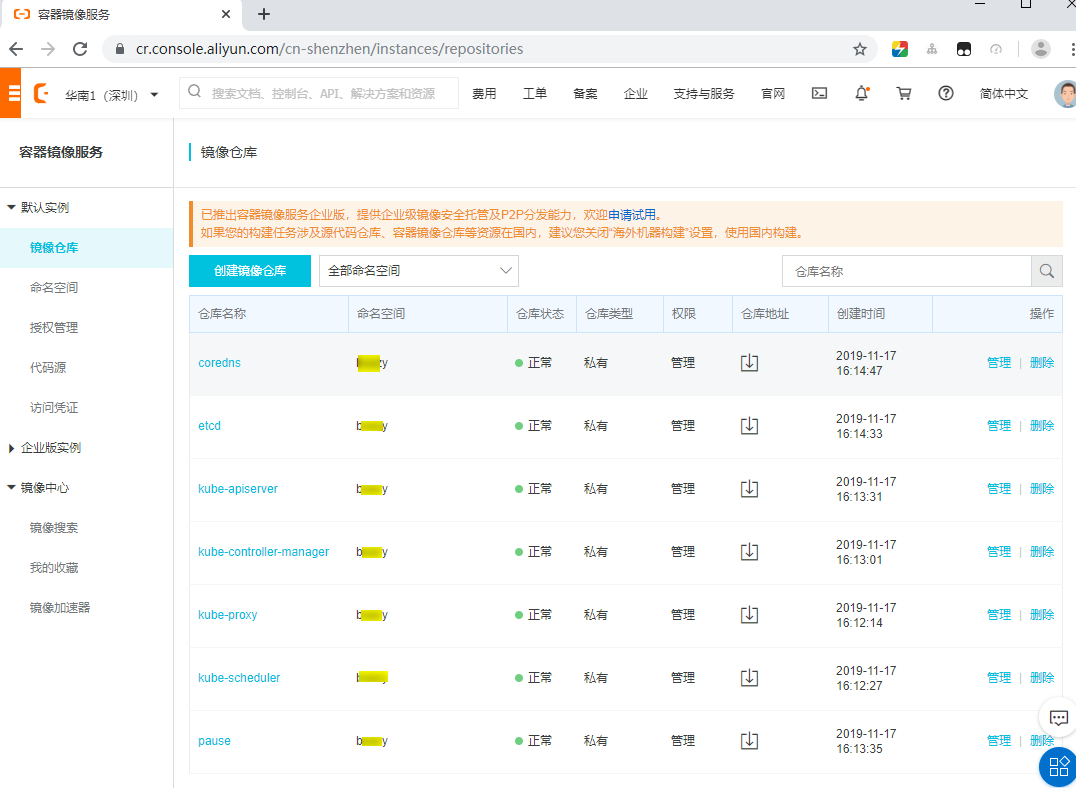 容器镜像服务
cr.console.aliyun.com/cn-shenzhen/instances/repositories
华南1（深圳） 搜索文档、控制台、API、解决方案和资源 费用 工单 备案 企业 支持与服务 官网 简体中文
容器镜像服务
镜像仓库
默认实例
镜像仓库
命名空间
授权管理
代码源
访问凭证
企业版实例
镜像中心
镜像搜索
我的收藏
镜像加速器
已推出容器镜像服务企业版，提供企业级镜像安全托管及P2P分发能力，欢迎申请试用。
如果您的构建任务涉及源代码仓库、容器镜像仓库等资源在国内，建议您关闭“海外机器构建”设置，使用国内构建。
创建镜像仓库 全部命名空间 仓库名称
仓库名称 命名空间 仓库状态 仓库类型 权限 仓库地址 创建时间 操作
coredns 正常 私有 管理 2019-11-17 管理 | 删除
16:14:47
etcd 正常 私有 管理 2019-11-17 管理 | 删除
16:14:33
kube-apiserver 正常 私有 管理 2019-11-17 管理 | 删除
16:13:31
kube-controller-manager 正常 私有 管理 2019-11-17 管理 | 删除
16:13:01
kube-proxy 正常 私有 管理 2019-11-17 管理 | 删除
16:12:14
kube-scheduler 正常 私有 管理 2019-11-17 管理 | 删除
16:12:27
pause 正常 私有 管理 2019-11-17 管理 | 删除
16:13:35